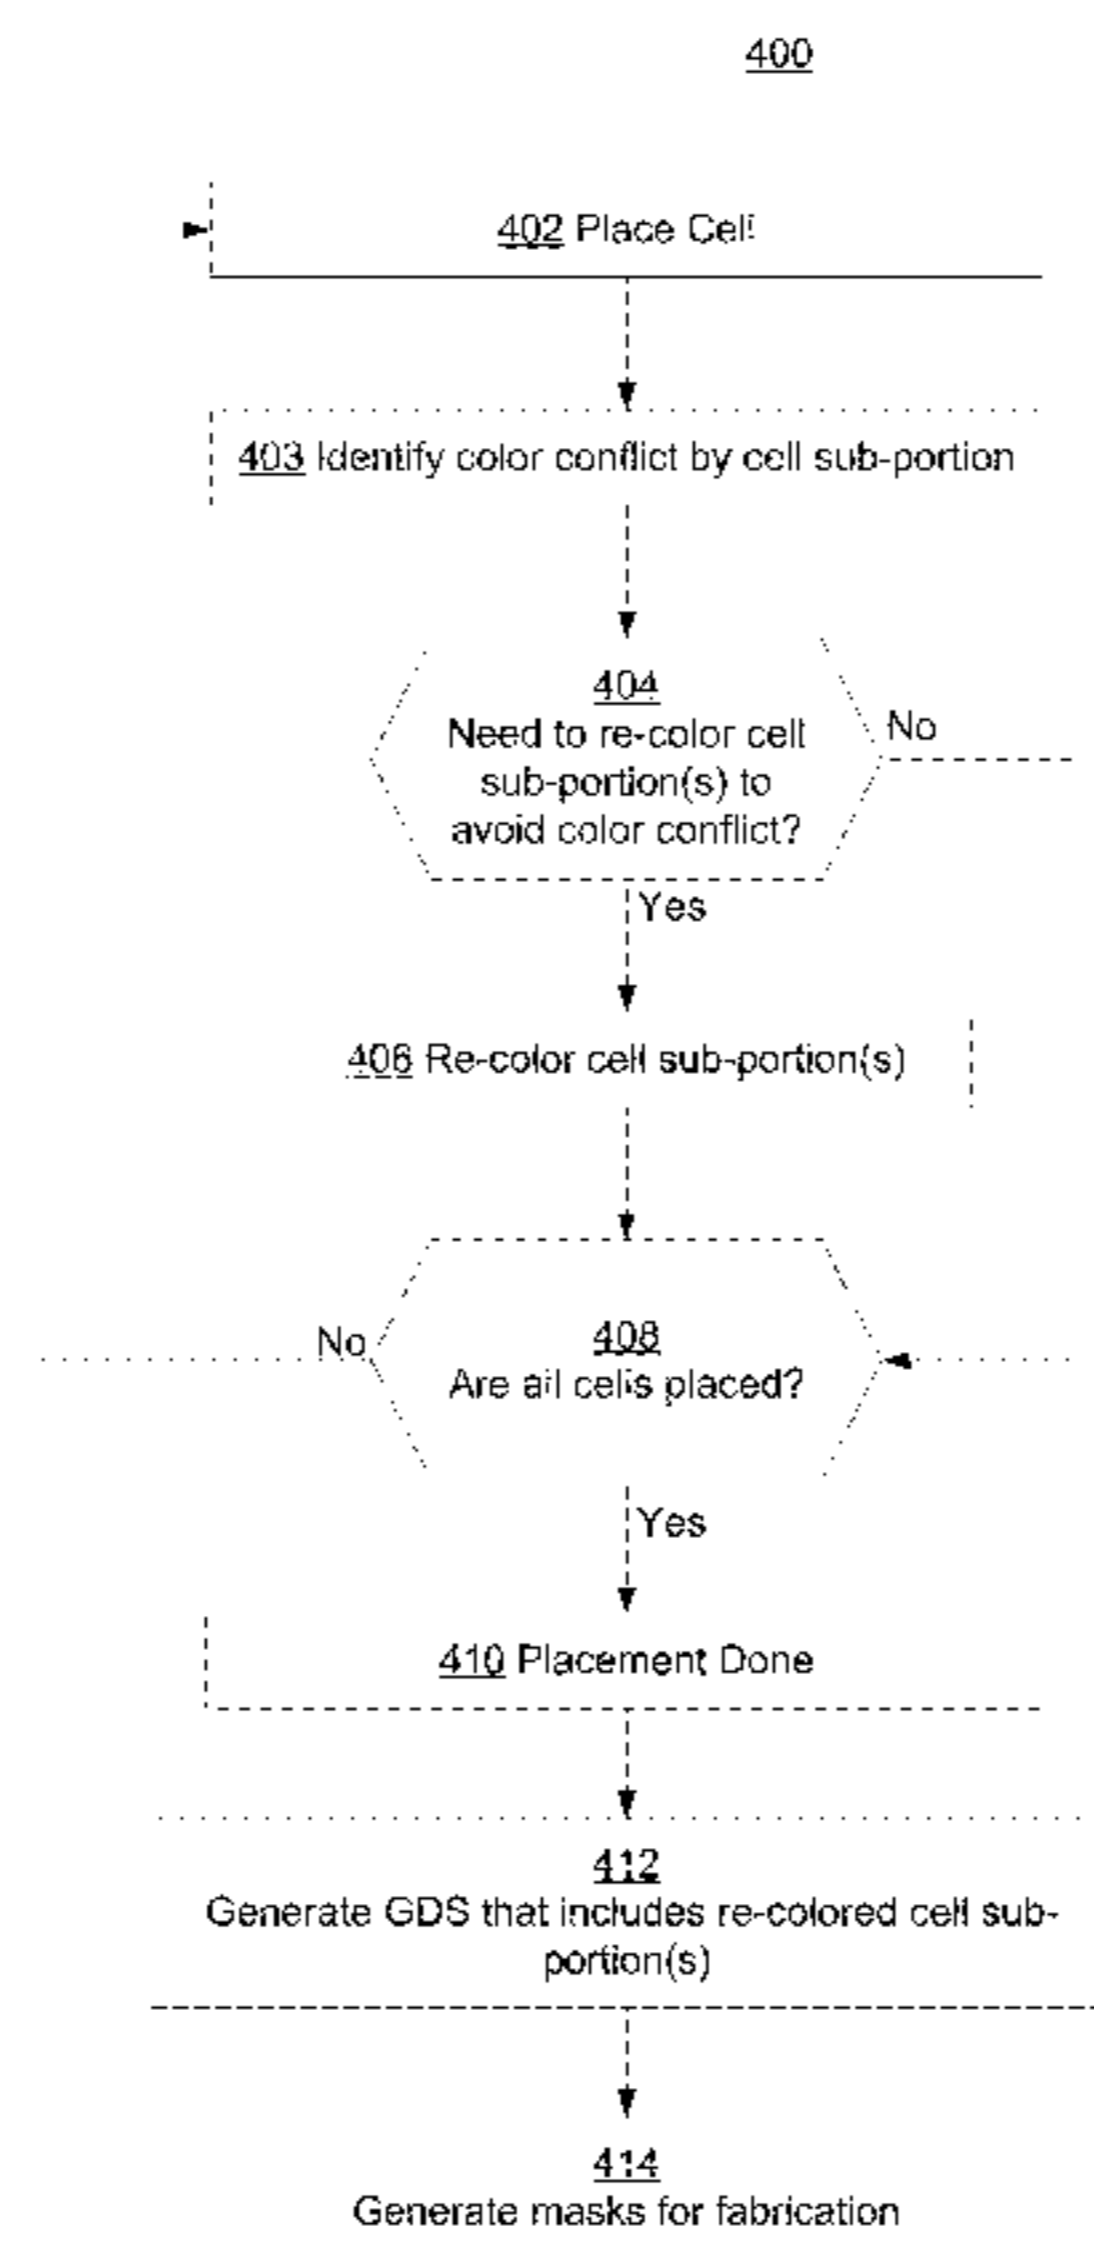 400
402 Place Cell
403 Identify color conflict by cell sub-portion
404
Need to re-color cell
sub-portion(s) to
avoid color conflict?
No
Yes
406 Re-color cell sub-portion(s)
408
Are all cells placed?
No
Yes
410 Placement Done
412
Generate GDS that includes re-colored cell sub-
portion(s)
414
Generate masks for fabrication